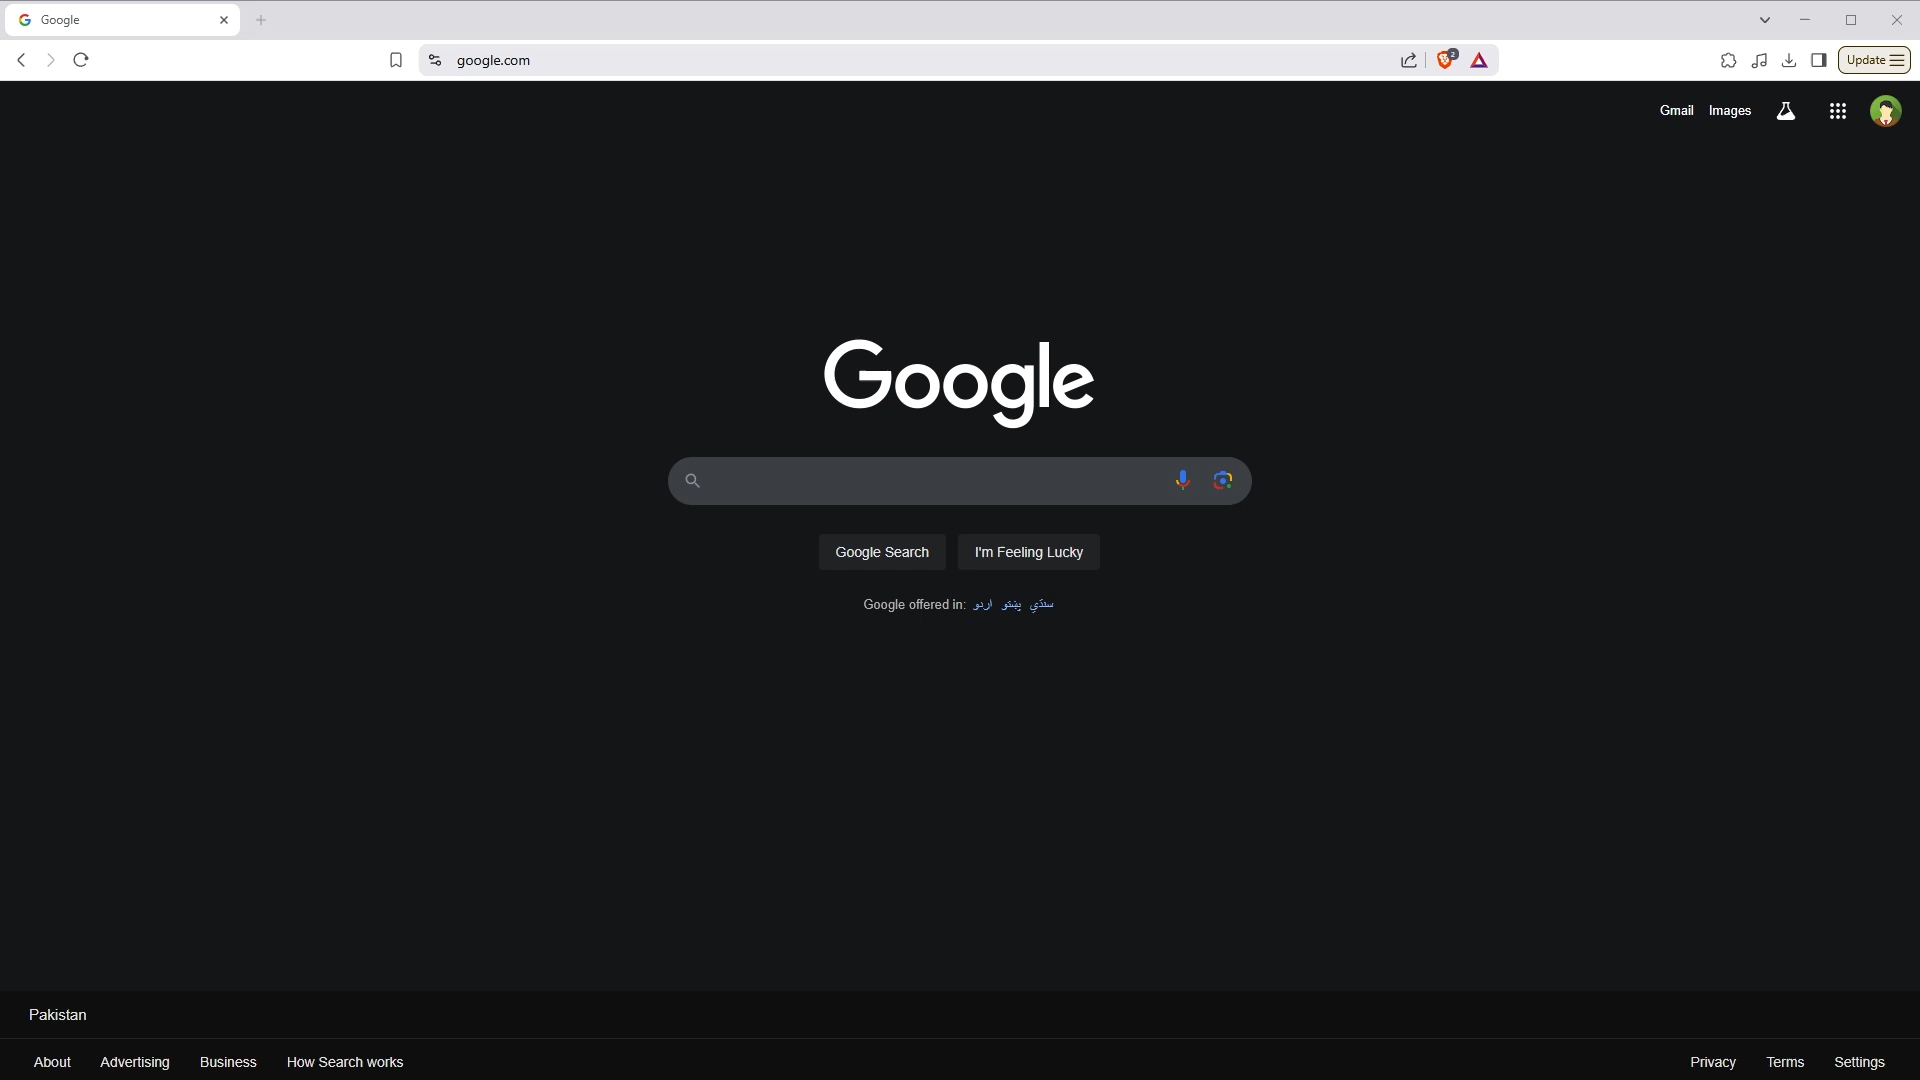 Google
google.com
2
Update
Gmail Images
Google
Google Search I'm Feeling Lucky
Google offered in: اردو پښتو سنڌي
Pakistan
About Advertising Business How Search works Privacy Terms Settings